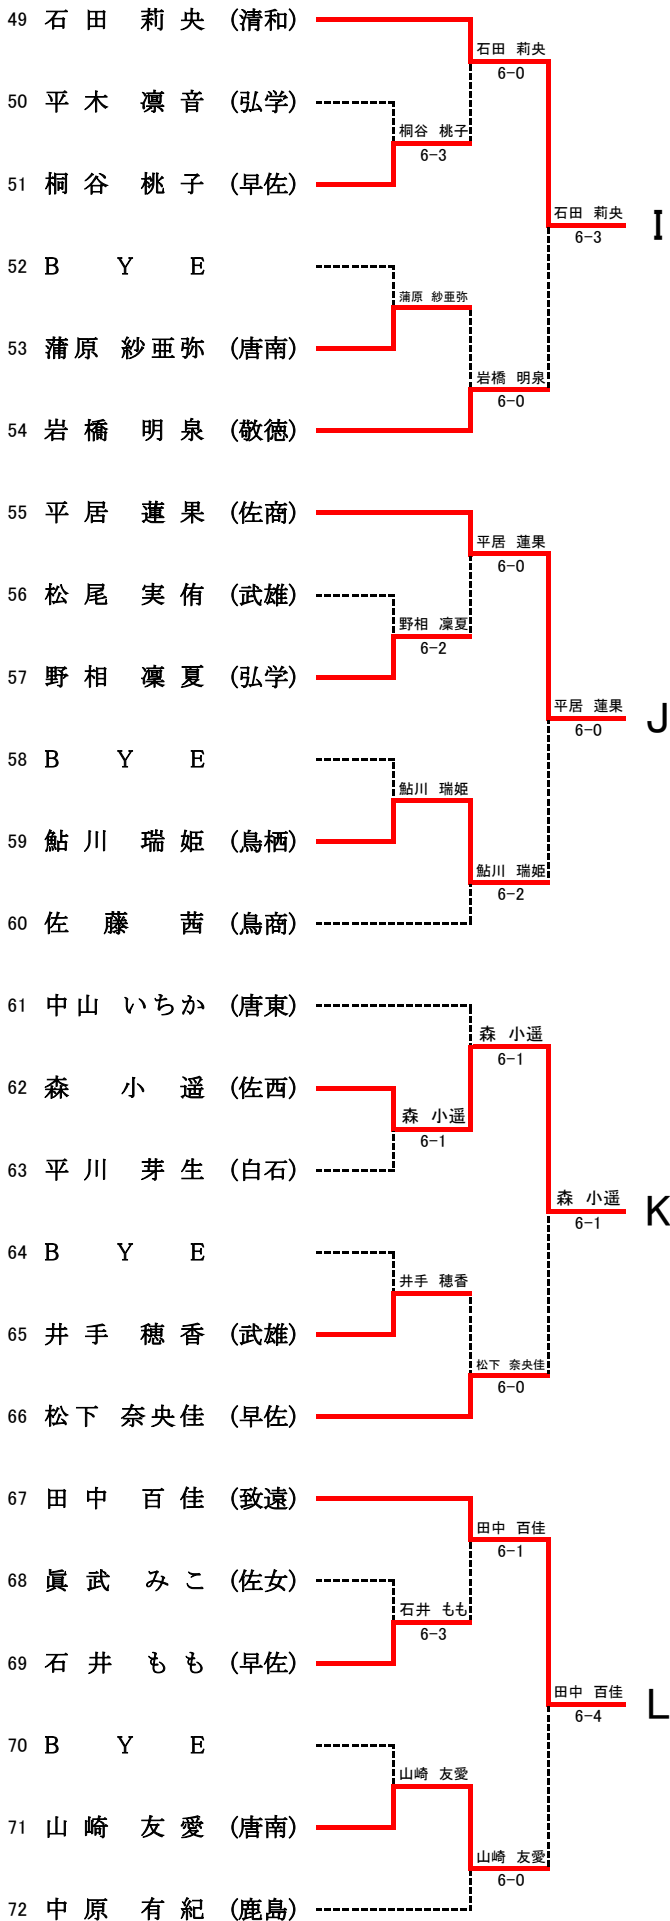 49 石田 莉央 (清和)
石田 莉央
6-0
50 平木 凛音 (弘学)
桐谷 桃子
6-3
51 桐谷 桃子 (早佐)
石田 莉央
6-3
I
52 B Y E
蒲原 紗亜弥
53 蒲原 紗亜弥 (唐南)
岩橋 明泉
6-0
54 岩橋 明泉 (敬徳)
55 平居 蓮果 (佐商)
平居 蓮果
6-0
56 松尾 実侑 (武雄)
野相 凜夏
6-2
57 野相 凜夏 (弘学)
平居 蓮果
6-0
J
58 B Y E
鮎川 瑞姫
59 鮎川 瑞姫 (鳥栖)
鮎川 瑞姫
6-2
60 佐藤 茜 (鳥商)
61 中山 いちか (唐東)
森 小遥
6-1
62 森 小遥 (佐西)
森 小遥
6-1
63 平川 芽生 (白石)
森 小遥
6-1
K
64 B Y E
井手 穂香
65 井手 穂香 (武雄)
松下 奈央佳
6-0
66 松下 奈央佳 (早佐)
67 田中 百佳 (致遠)
田中 百佳
6-1
68 眞武 みこ (佐女)
石井 もも
6-3
69 石井 もも (早佐)
田中 百佳
6-4
L
70 B Y E
山崎 友愛
71 山崎 友愛 (唐南)
山崎 友愛
6-0
72 中原 有紀 (鹿島)